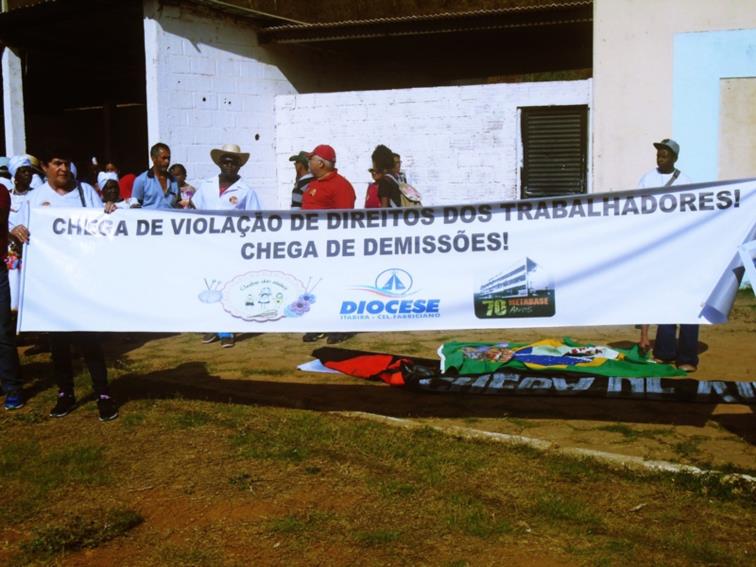 CHEGA DE VIOLAÇÃO DE DIREITOS DOS TRABALHADORES!
CHEGA DE DEMISSÕES!
DIOCESE
ITABIRA - CEL. FABRICIANO
METABASE
70 Anos